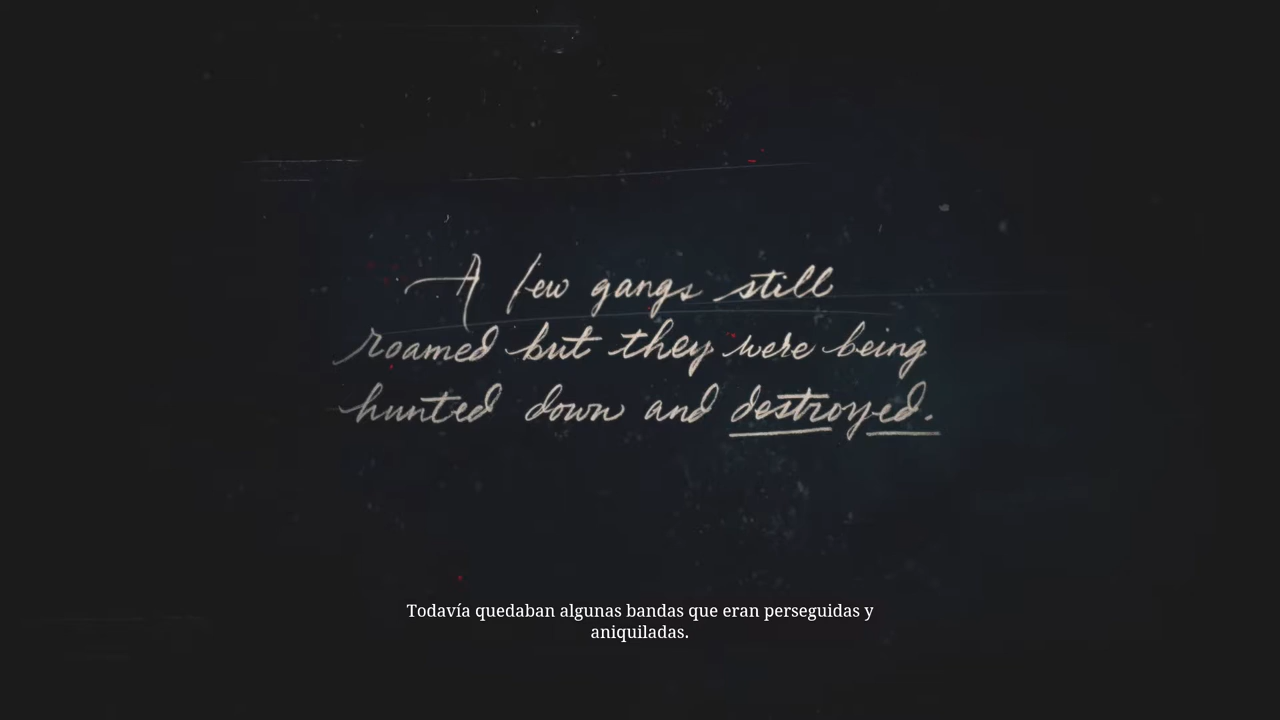 A few gangs still
roamed but they were being
hunted down and destroyed.
Todavía quedaban algunas bandas que eran perseguidas y
aniquiladas.